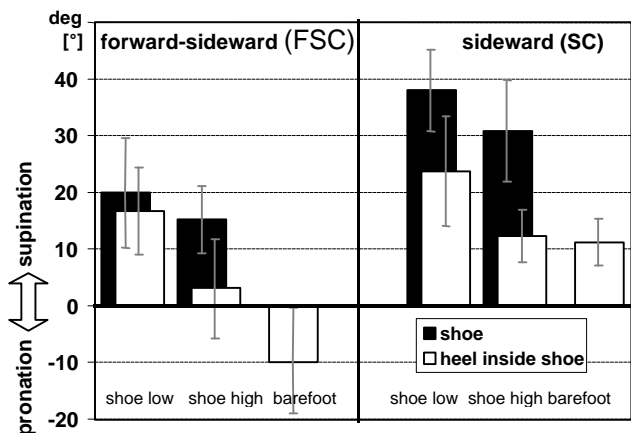 deg
[°]
forward-sideward (FSC)
sideward (SC)
40
30
20
10
0
-10
-20
supination
pronation
shoe
heel inside shoe
shoe low shoe high barefoot
shoe low shoe high barefoot